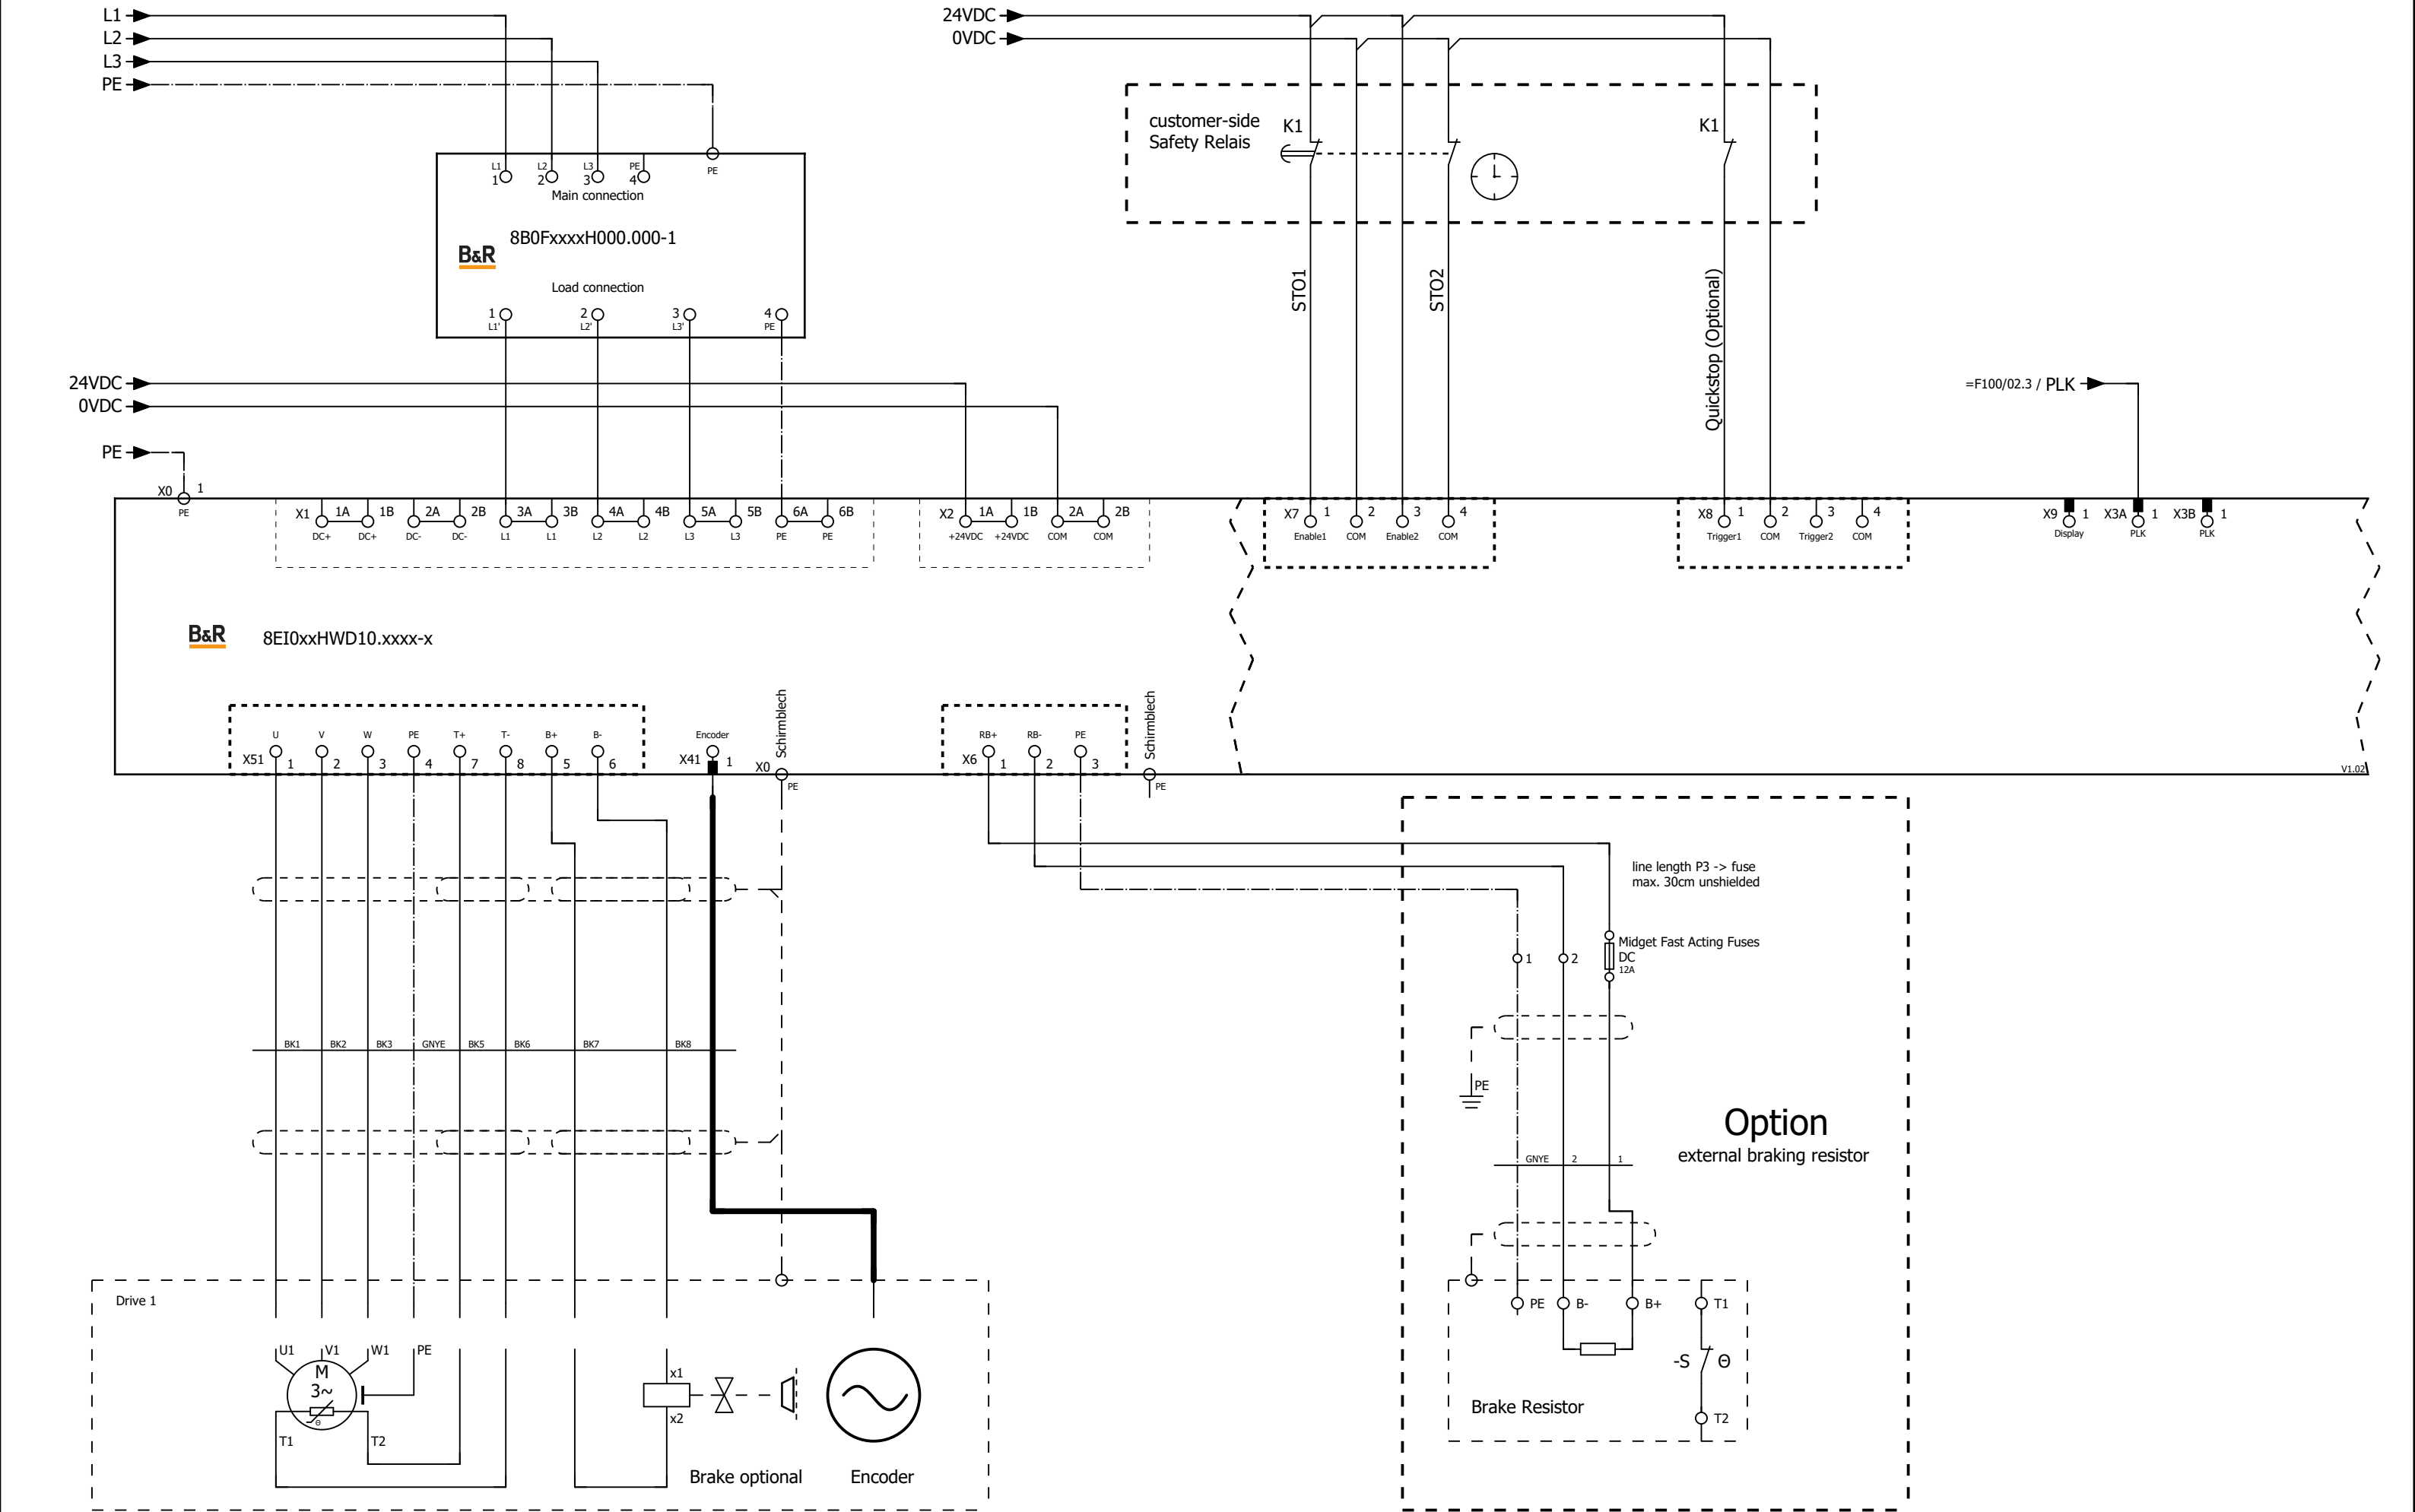 L1
L2
L3
PE
24VDC
0VDC
customer-side
Safety Relais
K1
K1
L1 L2 L3 PE
1 2 3 4
PE
Main connection
8B0FxxxxH000.000-1
B&R
Load connection
1 2 3 4
L1' L2' L3' PE
STO1
STO2
Quickstop (Optional)
24VDC
0VDC
=F100/02.3 / PLK
PE
X0 1
PE
X1 1A 1B 2A 2B 3A 3B 4A 4B 5A 5B 6A 6B
DC+ DC+ DC- DC- L1 L1 L2 L2 L3 L3 PE PE
X2 1A 1B 2A 2B
+24VDC +24VDC COM COM
X7 1 2 3 4
Enable1 COM Enable2 COM
X8 1 2 3 4
Trigger1 COM Trigger2 COM
X9 1 X3A 1 X3B 1
Display PLK PLK
B&R 8EI0xxHWD10.xxxx-x
U V W PE T+ T- B+ B-
X51 1 2 3 4 7 8 5 6
Encoder
X41 1
Schirmblech
X0
PE
RB+ RB- PE
X6 1 2 3
Schirmblech
PE
V1.02
line length P3 -> fuse
max. 30cm unshielded
Midget Fast Acting Fuses
DC
12A
1 2
BK1 BK2 BK3 GNYE BK5 BK6 BK7 BK8
PE
Option
external braking resistor
GNYE 2 1
Drive 1
PE B- B+ T1
U1 V1 W1 PE
M
3~
Θ
T1 T2
x1
x2
-S Θ
Brake Resistor
T2
Brake optional
Encoder